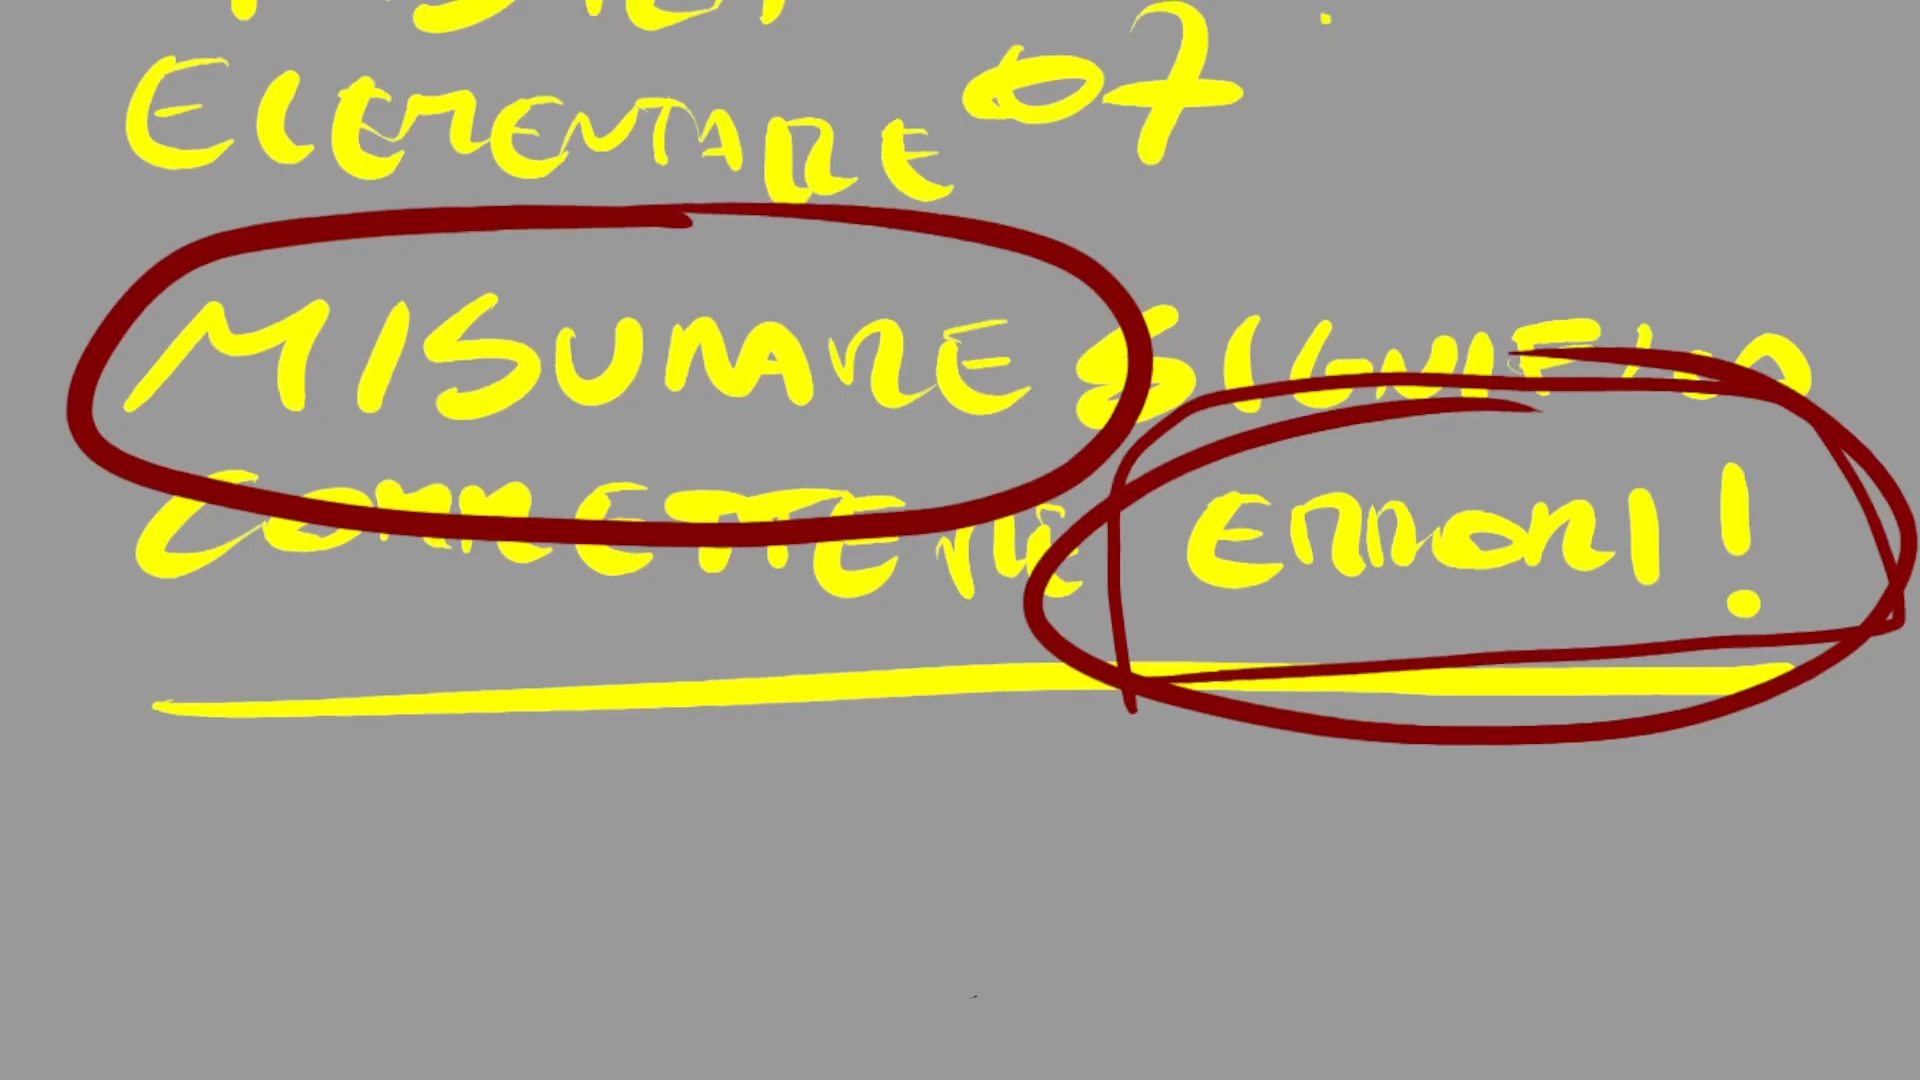 ELEMENTARE 07
MISURARE SIGNIFICA
COMMETTERE ERRORI!